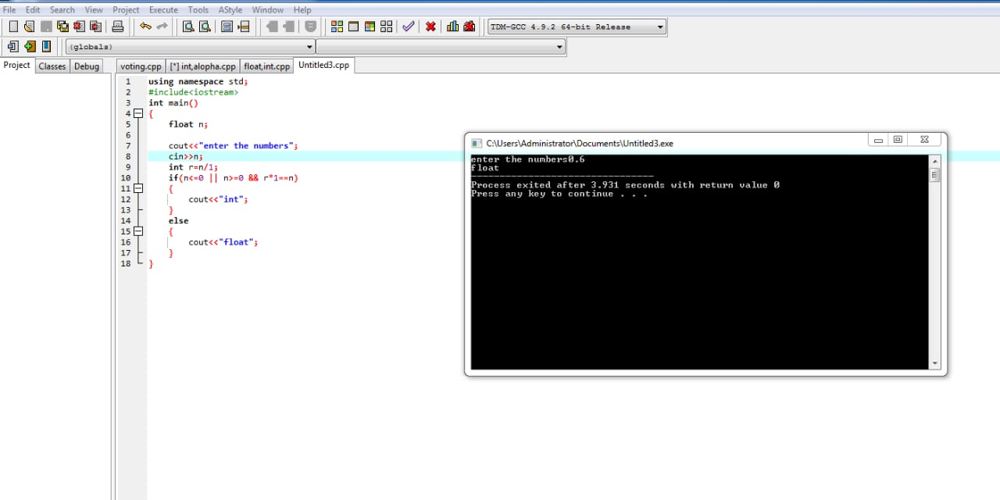 File Edit Search View Project Execute Tools AStyle Window Help
TDM-GCC 4.9.2 64-bit Release
(globals)
Project Classes Debug voting.cpp [*] int,alopha.cpp float,int.cpp Untitled3.cpp
1 using namespace std;
2 #include<iostream>
3 int main()
4 {
5 float n;
6
7 cout<<"enter the numbers";
8 cin>>n;
9 int r=n/1;
10 if(n<=0 || n>=0 && r*1==n)
11 {
12 cout<<"int";
13 }
14 else
15 {
16 cout<<"float";
17 }
18 }
C:\Users\Administrator\Documents\Untitled3.exe
enter the numbers0.6
float
--------------------------------
Process exited after 3.931 seconds with return value 0
Press any key to continue . . .